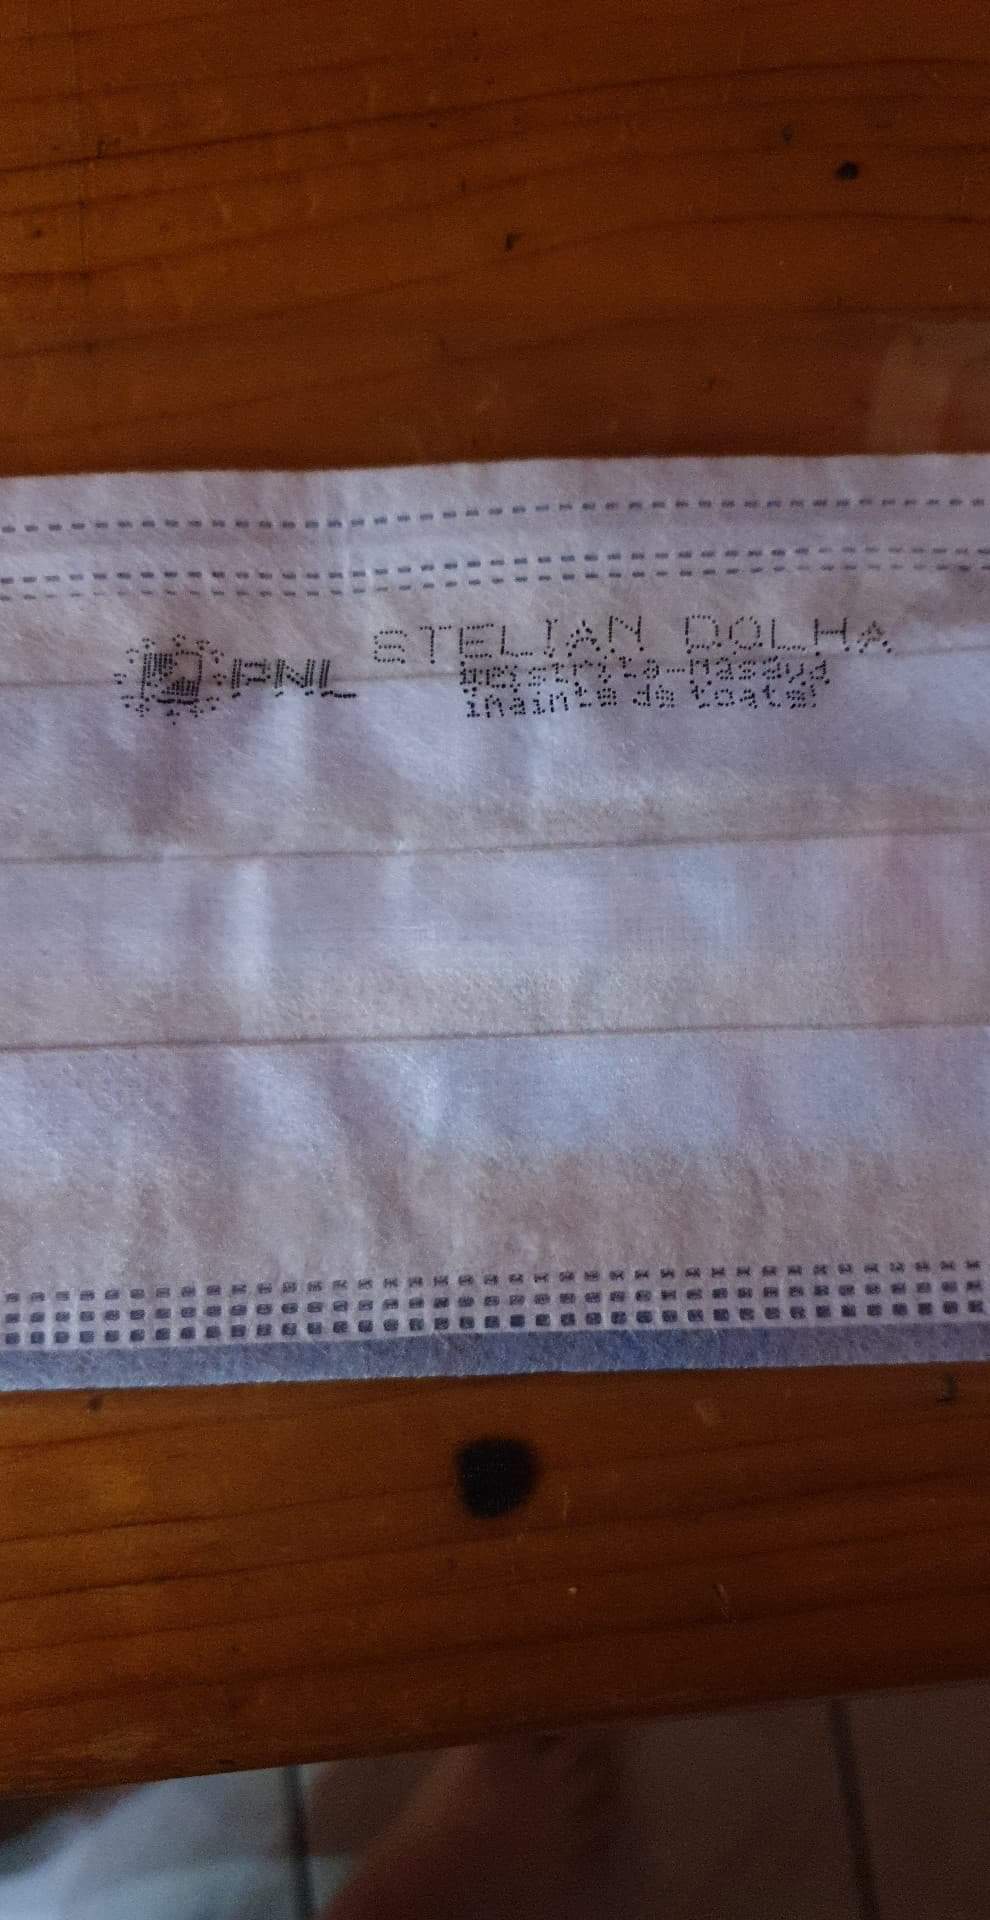 PNL
STELIAN DOLHA
Bistrița-Năsăud
înainte de toate!